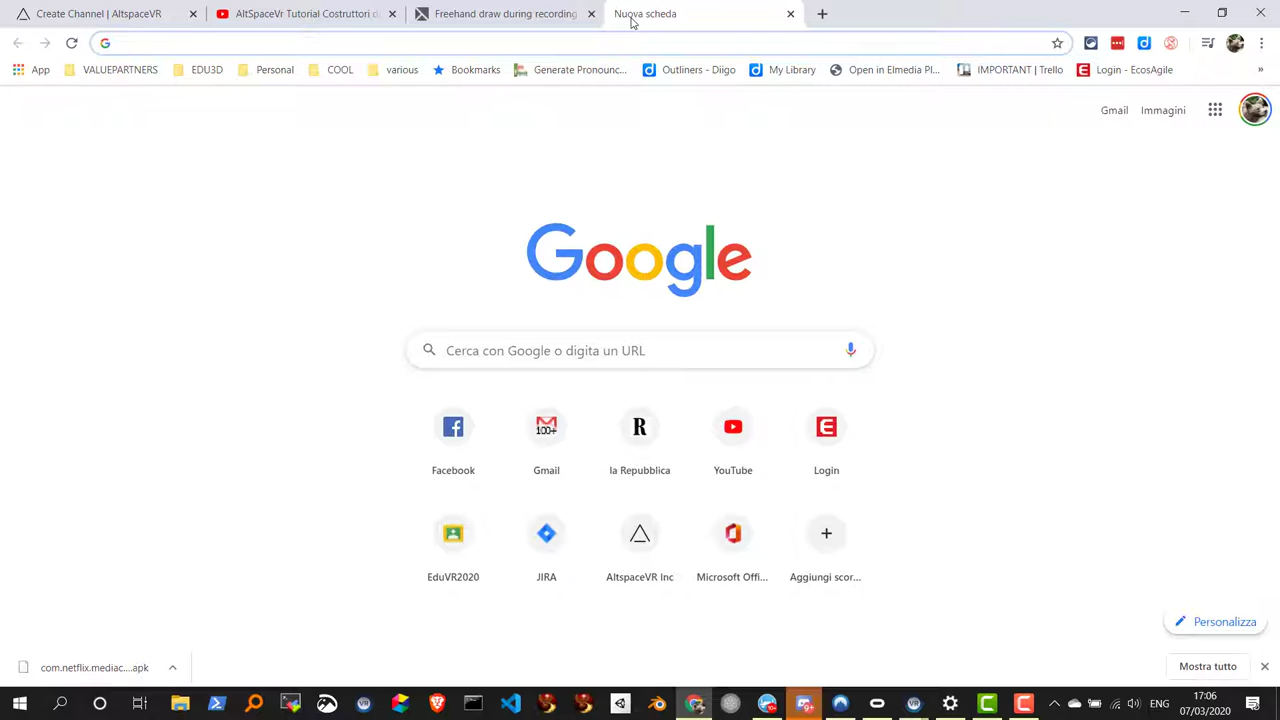 Create Channel | AltspaceVR
AltSpaceVr Tutorial Costruttori d
Freehand draw during recording
Nuova scheda
App
VALUEPARTNERS
EDU3D
Personal
COOL
various
Bookmarks
Generate Pronounc...
Outliners - Diigo
My Library
Open in Elmedia Pl...
IMPORTANT | Trello
Login - EcosAgile
»
Gmail
Immagini
Google
Cerca con Google o digita un URL
Facebook
100+
Gmail
R
la Repubblica
YouTube
E
Login
EduVR2020
JIRA
AltspaceVR Inc
Microsoft Offi...
Aggiungi scor...
Personalizza
com.netflix.mediac....apk
Mostra tutto
ENG
17:06
07/03/2020